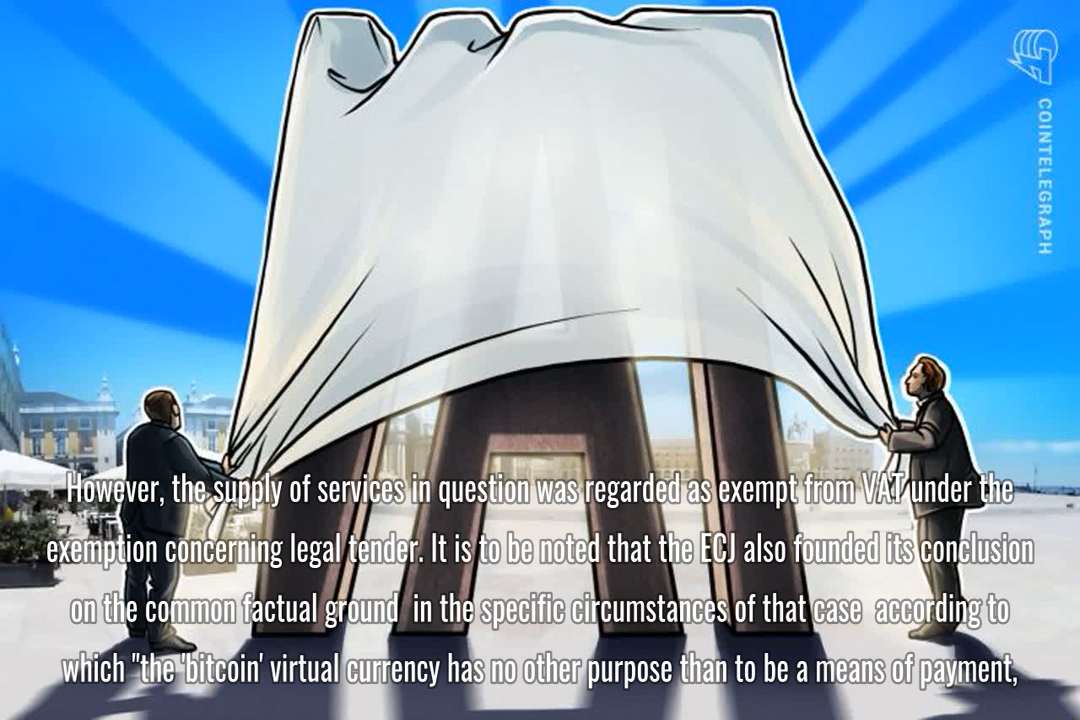 COINTELEGRAPH
However, the supply of services in question was regarded as exempt from VAT under the
exemption concerning legal tender. It is to be noted that the ECJ also founded its conclusion
on the common factual ground in the specific circumstances of that case according to
which "the 'bitcoin' virtual currency has no other purpose than to be a means of payment,